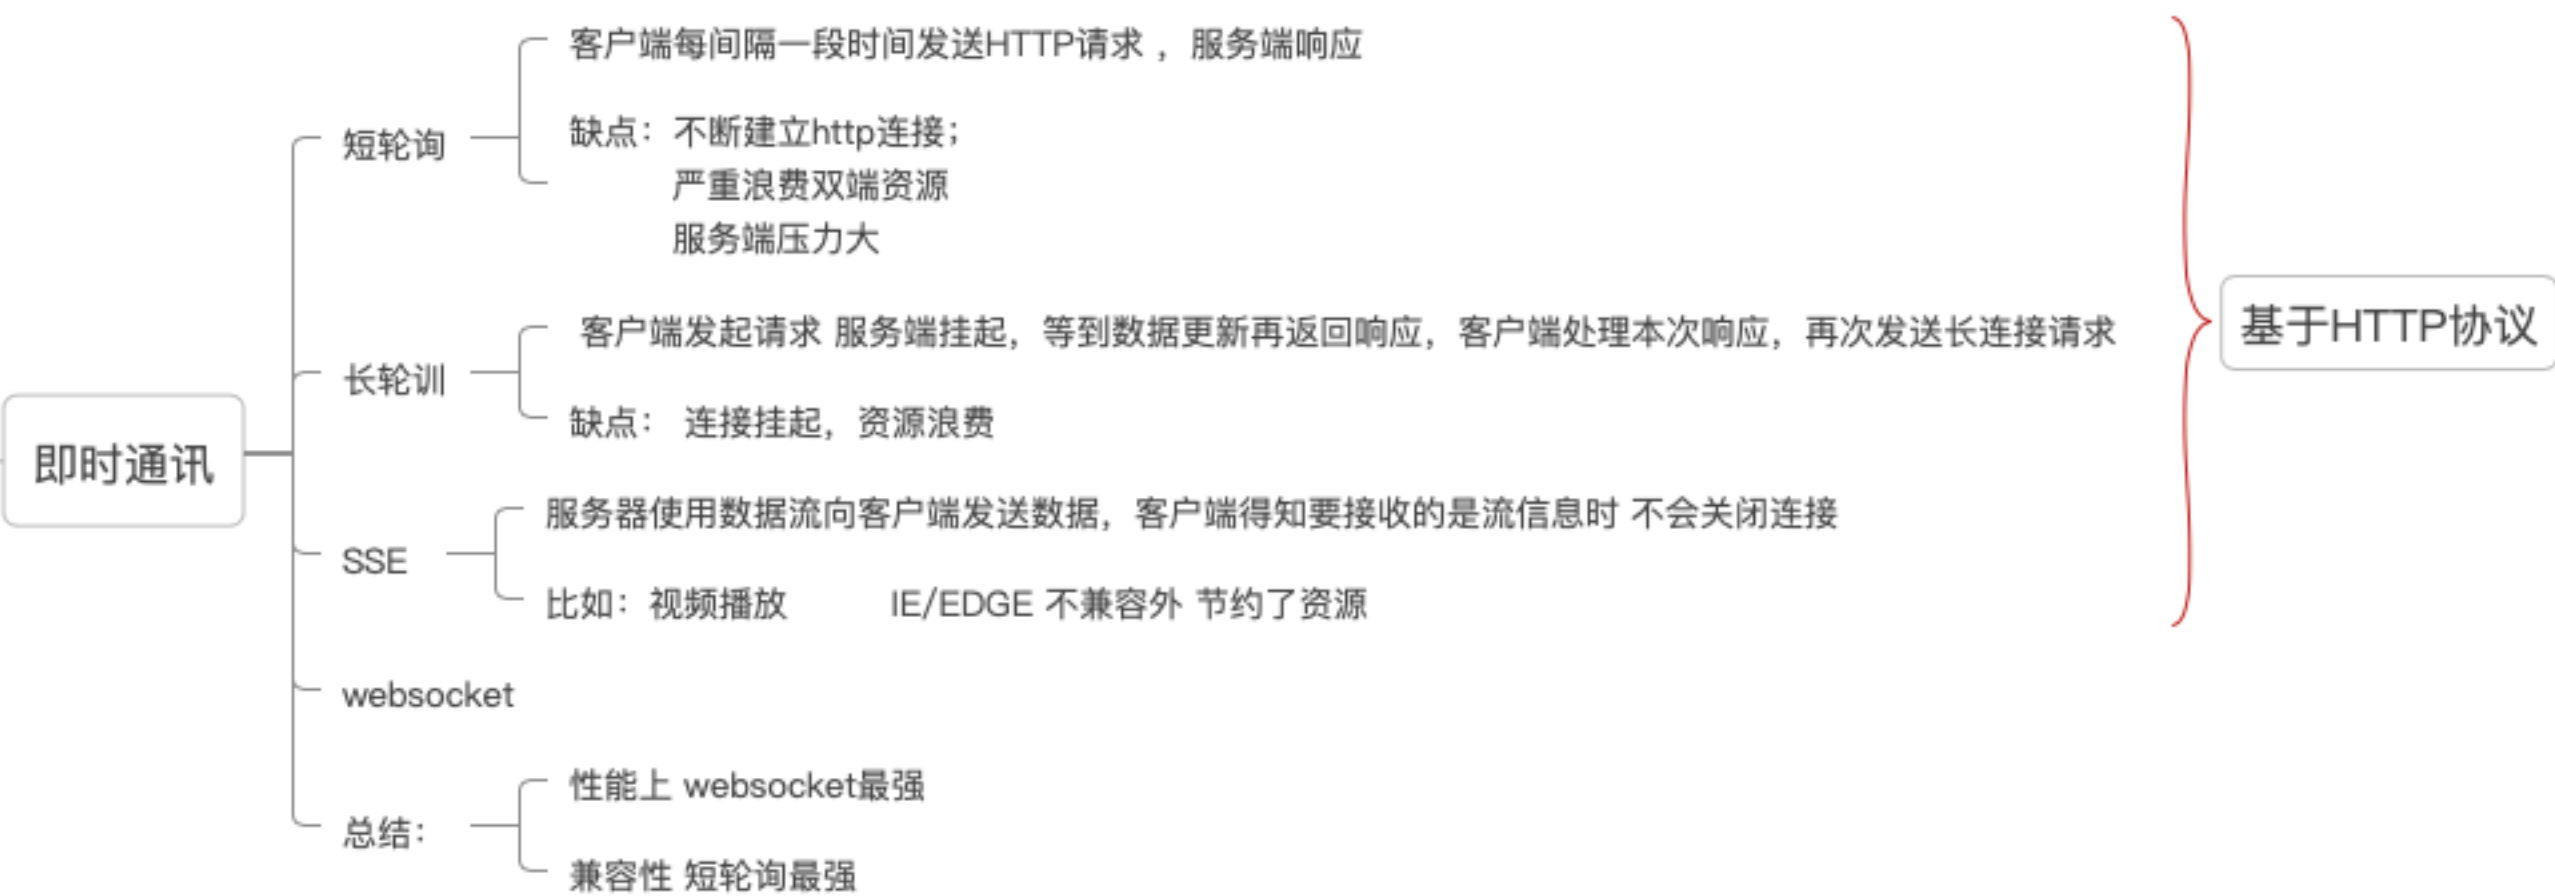 即时通讯
短轮询
客户端每间隔一段时间发送HTTP请求 ，服务端响应
缺点：不断建立http连接；
严重浪费双端资源
服务端压力大
长轮训
客户端发起请求 服务端挂起，等到数据更新再返回响应，客户端处理本次响应，再次发送长连接请求
缺点： 连接挂起，资源浪费
SSE
服务器使用数据流向客户端发送数据，客户端得知要接收的是流信息时 不会关闭连接
比如：视频播放 IE/EDGE 不兼容外 节约了资源
基于HTTP协议
websocket
总结：
性能上 websocket最强
兼容性 短轮询最强